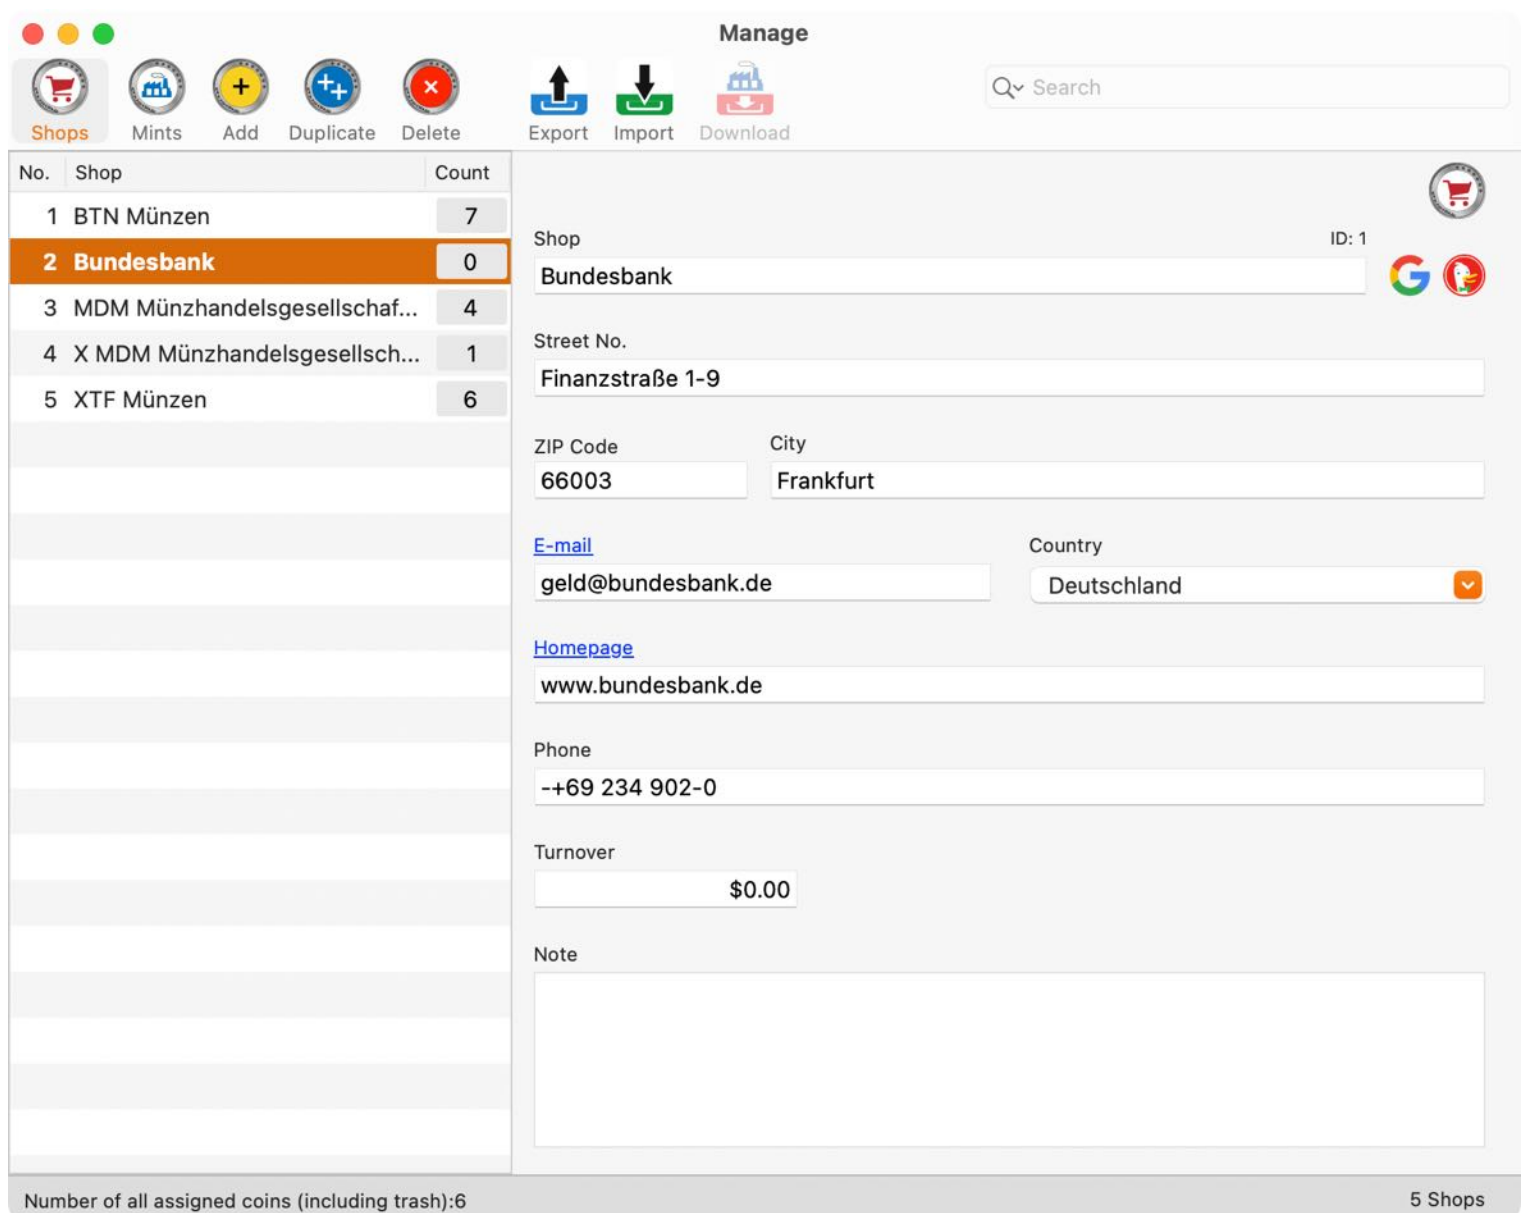 Manage
Shops Mints Add Duplicate Delete Export Import Download
Search
No. Shop Count
1 BTN Münzen 7
2 Bundesbank 0
3 MDM Münzhandelsgesellschaf... 4
4 X MDM Münzhandelsgesellsch... 1
5 XTF Münzen 6
Shop ID: 1
Bundesbank
Street No.
Finanzstraße 1-9
ZIP Code City
66003 Frankfurt
E-mail Country
geld@bundesbank.de Deutschland
Homepage
www.bundesbank.de
Phone
-+69 234 902-0
Turnover
$0.00
Note
Number of all assigned coins (including trash):6
5 Shops